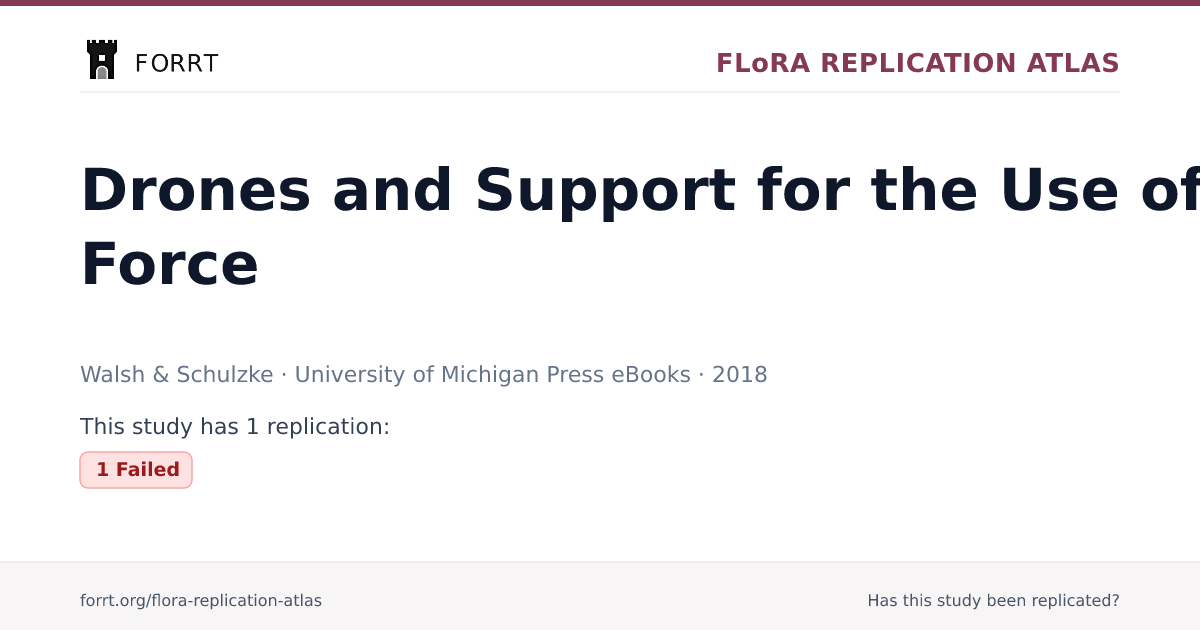 FORRT
FLoRA REPLICATION ATLAS
Drones and Support for the Use of
Force
Walsh & Schulzke · University of Michigan Press eBooks · 2018
This study has 1 replication:
1 Failed
forrt.org/flora-replication-atlas
Has this study been replicated?